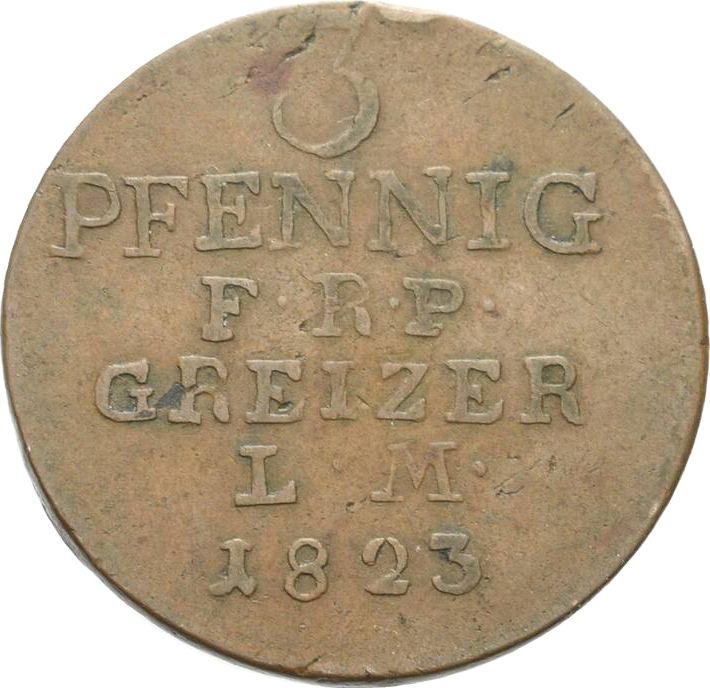 3
PFENNIG
F·R·P·
GREIZER
L·M·
1823